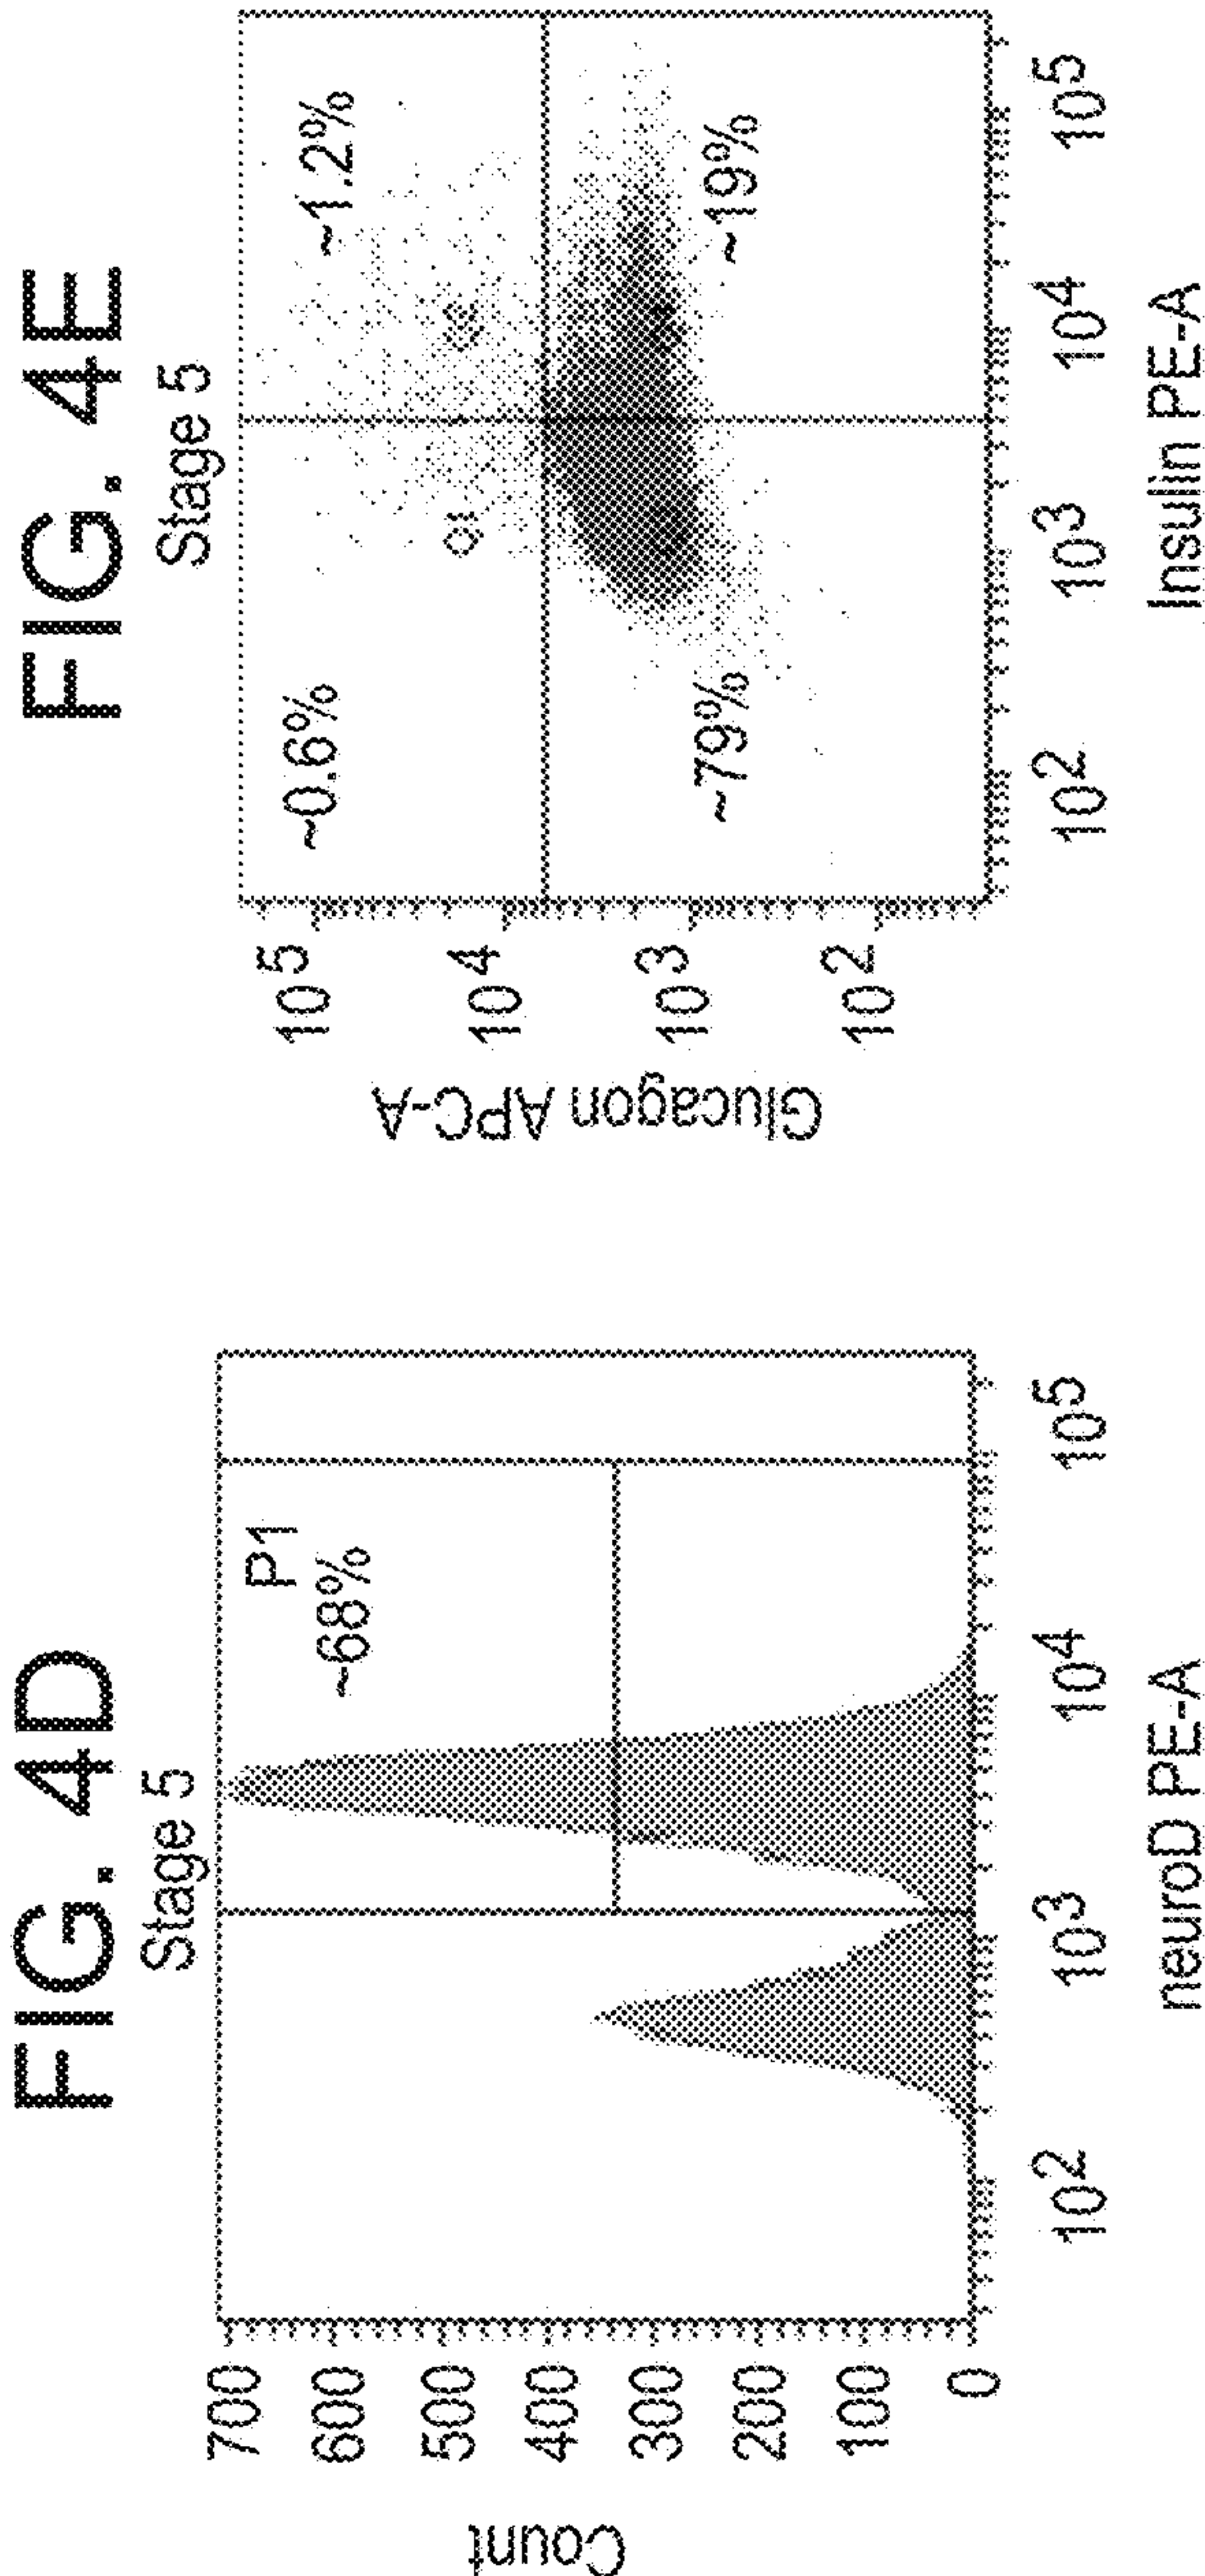 FIG. 4D
Stage 5
P1
~68%
700
600
500
400
300
200
100
0
Count
10^2
10^3
10^4
10^5
neuroD PE-A
FIG. 4E
Stage 5
~0.6%
~1.2%
Q1
~79%
~19%
10^5
10^4
10^3
10^2
Glucagon APC-A
10^2
10^3
10^4
10^5
Insulin PE-A